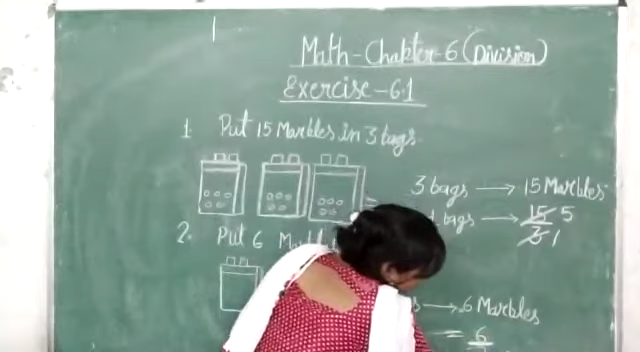 Math-Chapter-6 (Division)
Exercise-6.1
1. Put 15 Marbles in 3 bags.
3 bags → 15 Marbles
bags → 15 5
3 1
2. Put 6
→ 6 Marbles
= 6